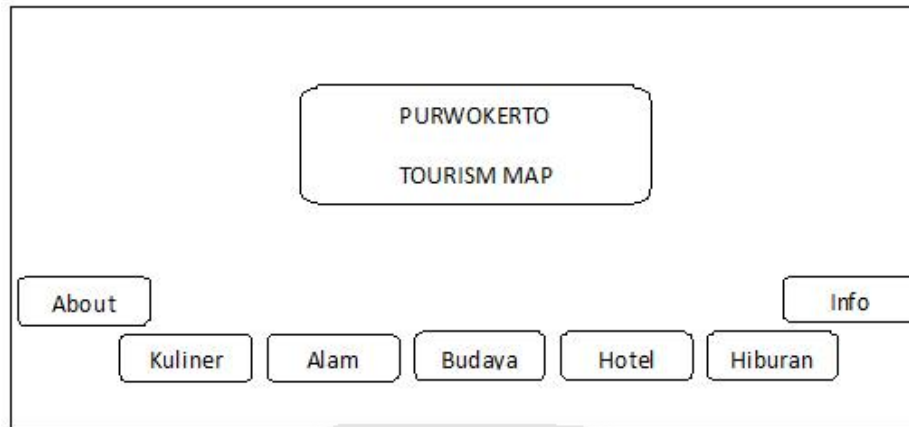 PURWOKERTO
TOURISM MAP
About
Info
Kuliner
Alam
Budaya
Hotel
Hiburan